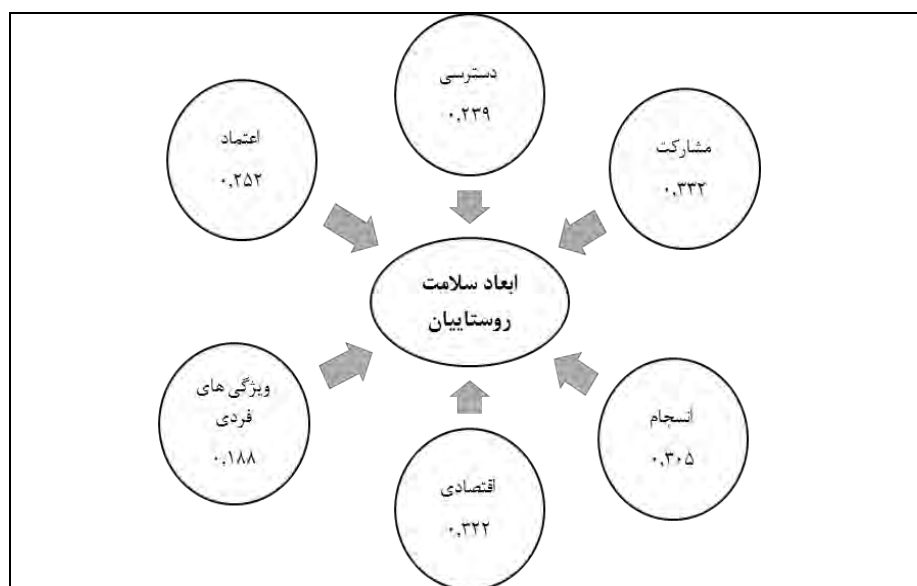 دسترسی
۰,۲۳۹
اعتماد
۰,۲۵۲
مشارکت
۰,۳۳۲
ابعاد سلامت
روستاییان
ویژگی های
فردی
۰,۱۸۸
انسجام
۰,۳۰۵
اقتصادی
۰,۳۲۲